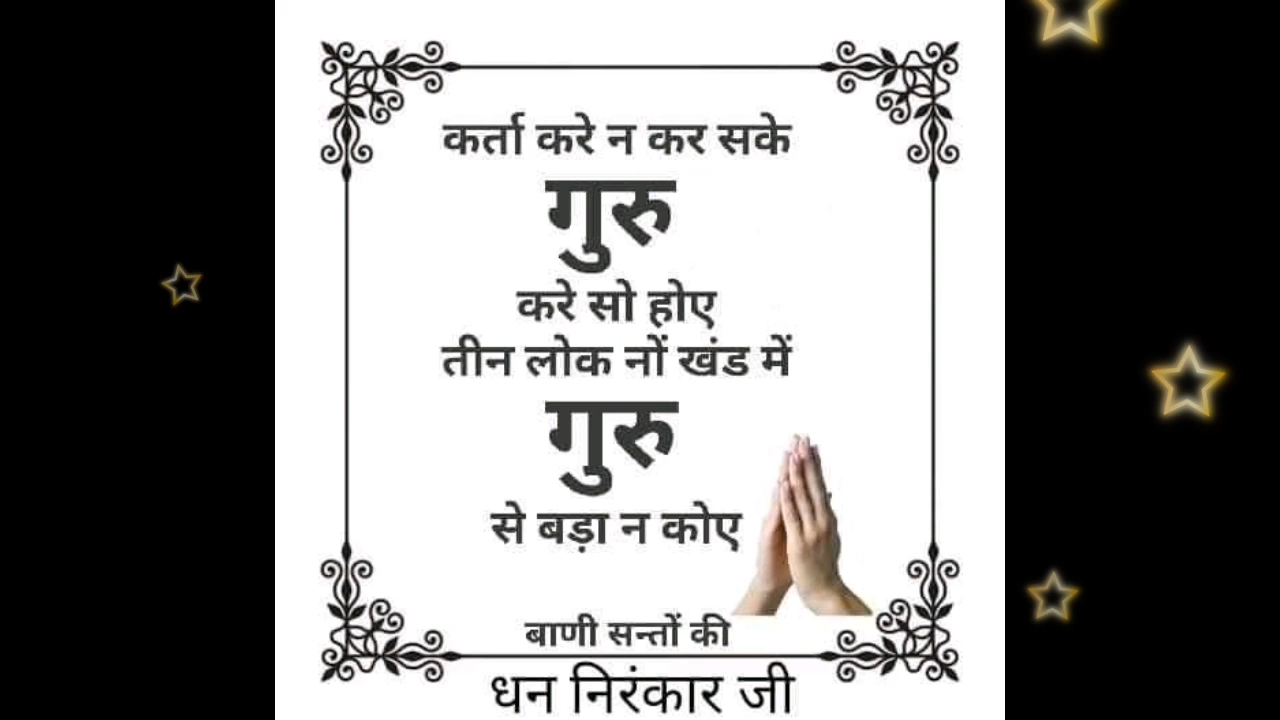 कर्ता करे न कर सके
गुरु
करे सो होए
तीन लोक नों खंड में
गुरु
से बड़ा न कोए
बाणी सन्तों की
धन निरंकार जी